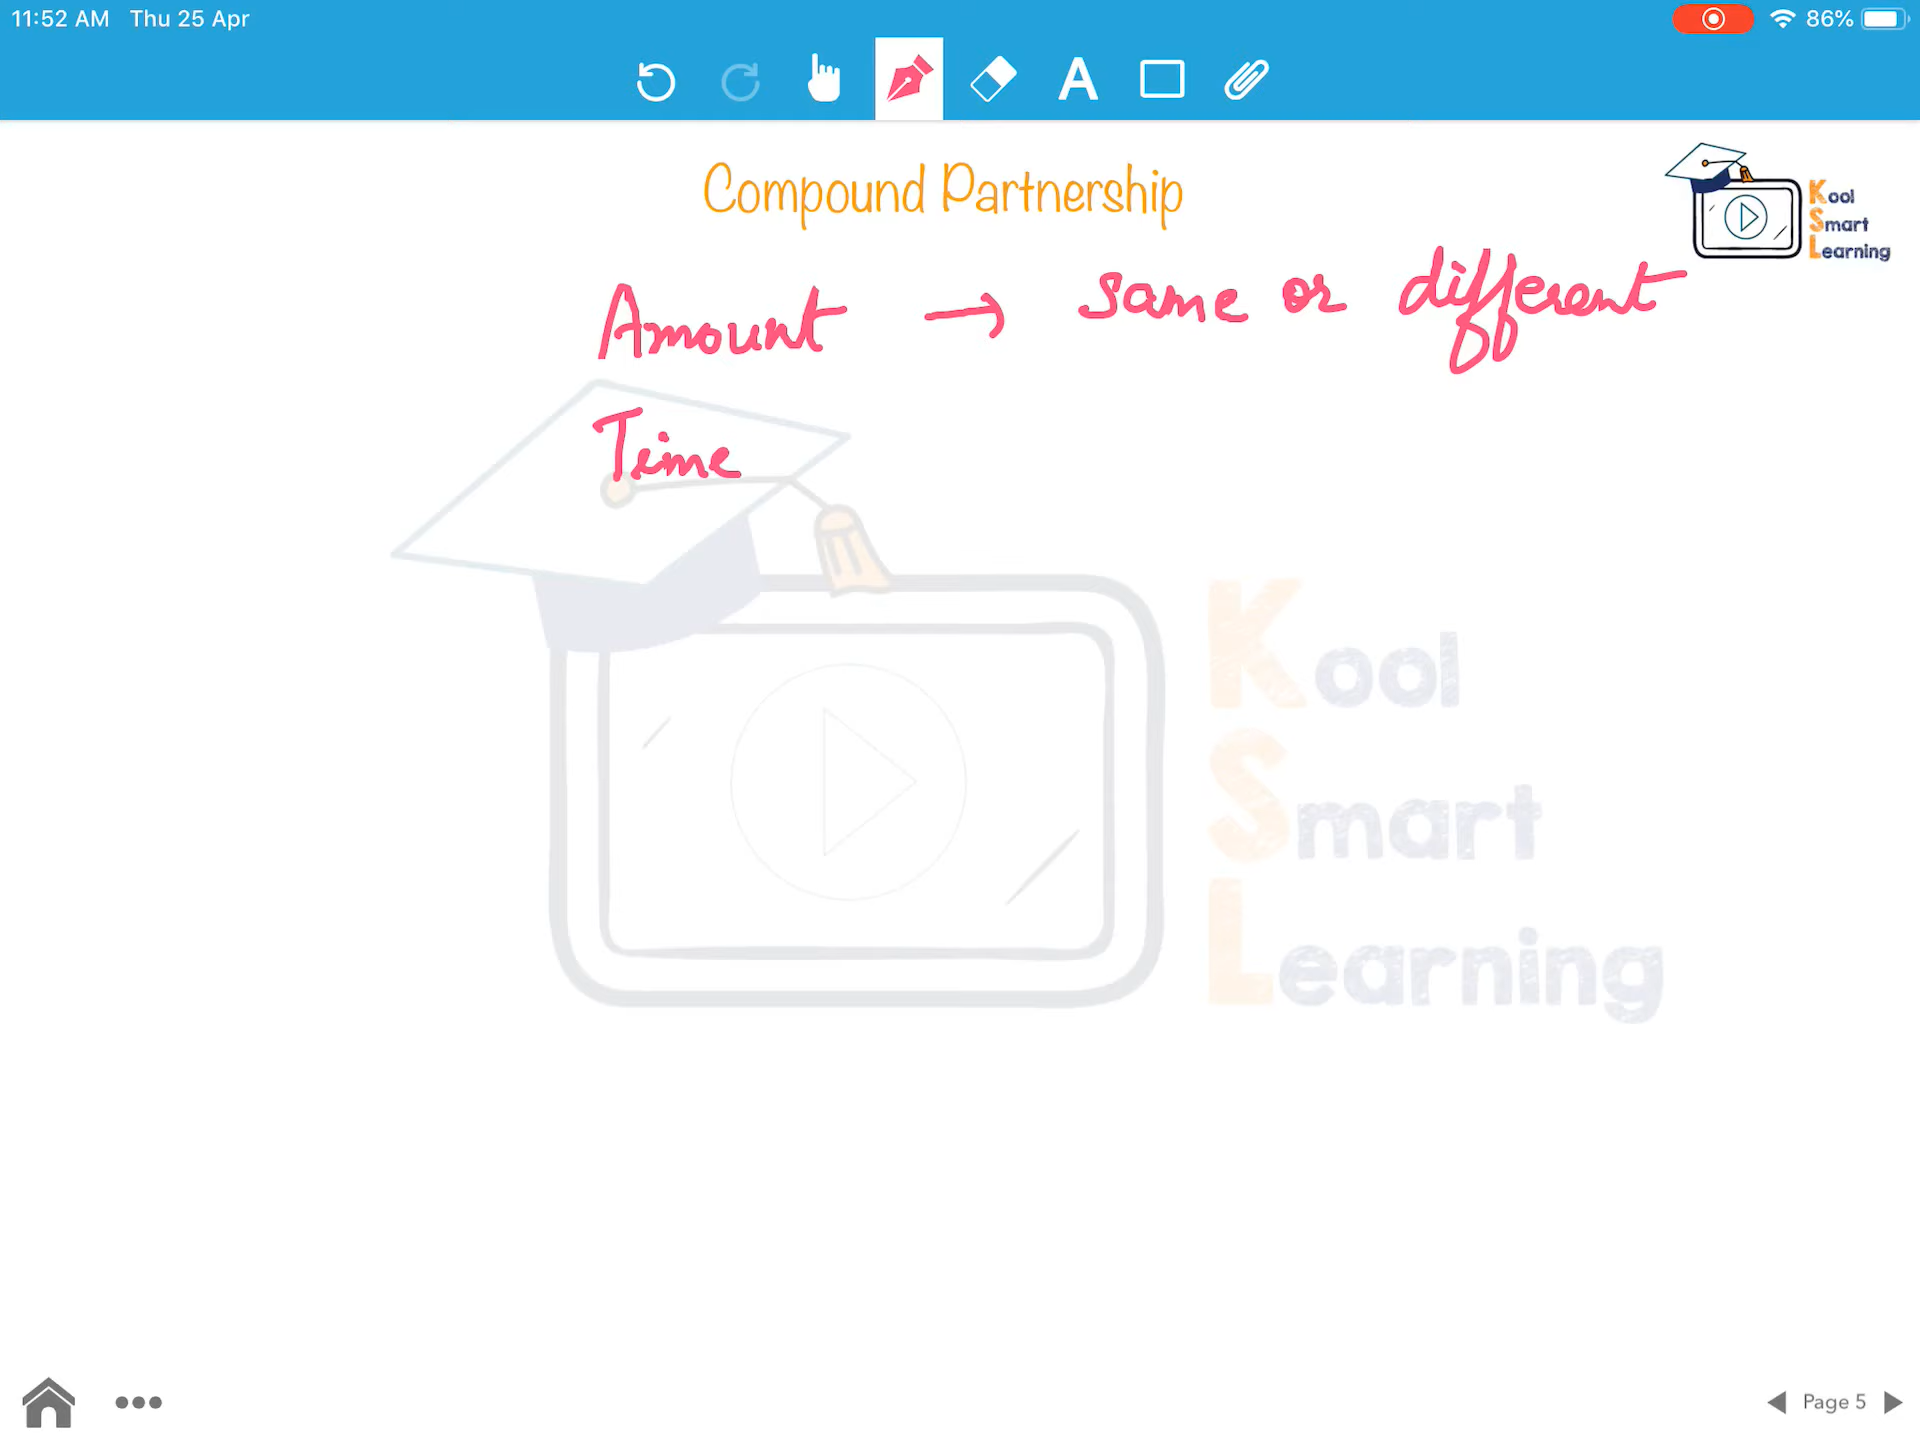 11:52 AM Thu 25 Apr
86%
A
Compound Partnership
Kool
Smart
Learning
Amount → same or different
Time
Kool
Smart
Learning
Page 5